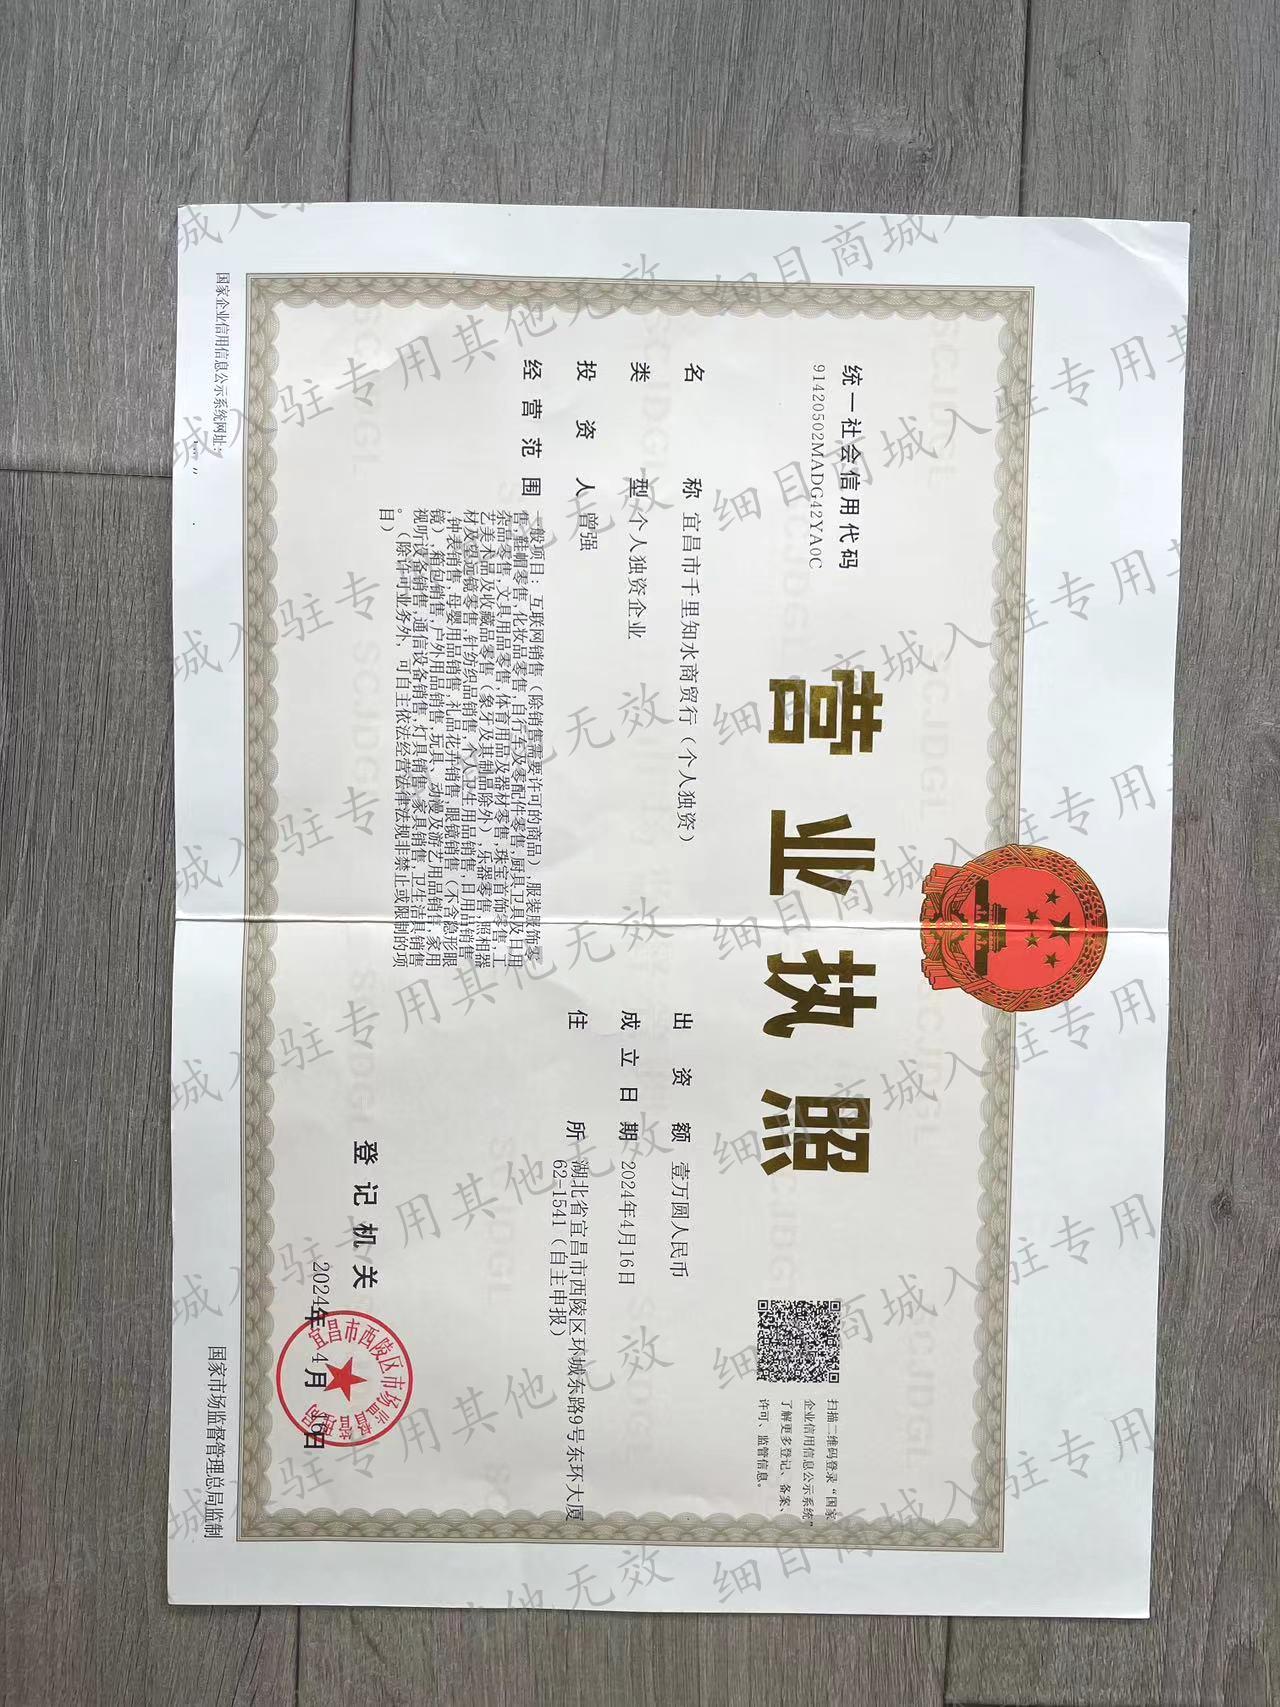 统一社会信用代码
91420502MADG42YA0C
营业执照
扫描二维码登录“国家
企业信用信息公示系统”
了解更多登记、备案、
许可、监管信息。
名称 宜昌市千里知水商贸行（个人独资）
类型 个人独资企业
投资人 曾强
经营范围 一般项目：互联网销售（除销售需要许可的商品）,服装服饰零
售,鞋帽零售,化妆品零售,自行车及零配件零售,厨具卫具及日用
杂品零售,文具用品零售,体育用品及器材零售,珠宝首饰零售,工
艺美术品及收藏品零售（象牙及其制品除外）,乐器零售,照相器
材及望远镜零售,针纺织品销售,个人卫生用品销售,日用品销售
,钟表销售,母婴用品销售,礼品花卉销售,眼镜销售（不含隐形眼
镜）,箱包销售,户外用品销售,玩具、动漫及游艺用品销售,家用
视听设备销售,通信设备销售,灯具销售,家具销售,卫生洁具销售
。（除许可业务外，可自主依法经营法律法规非禁止或限制的项
目）
出资额 壹万圆人民币
成立日期 2024年4月16日
住所 湖北省宜昌市西陵区环城东路9号东环大厦
62-1541（自主申报）
登记机关
2024年 4月 16日
宜昌市西陵区市场监督管理局
国家企业信用信息公示系统网址：
国家市场监督管理总局监制
细目商城入驻专用其他无效